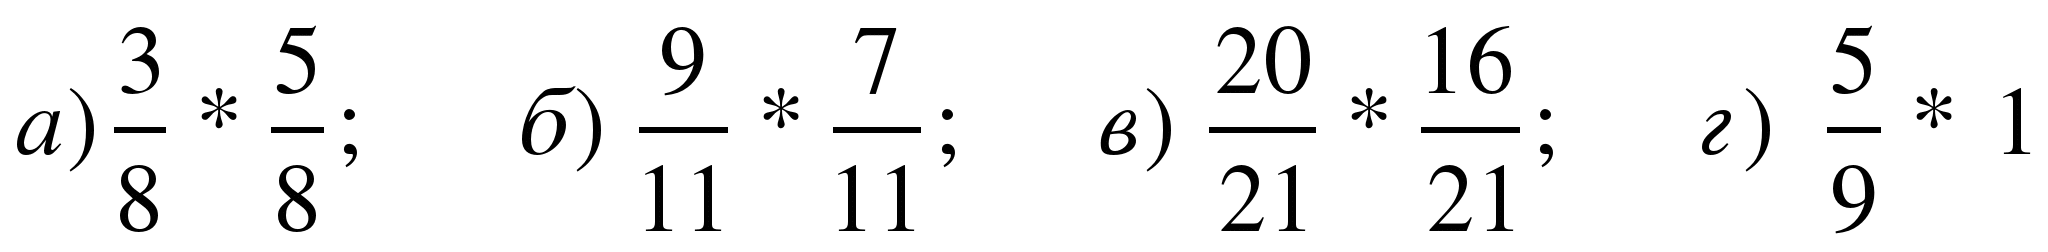 а) 3/8 * 5/8; б) 9/11 * 7/11; в) 20/21 * 16/21; г) 5/9 * 1